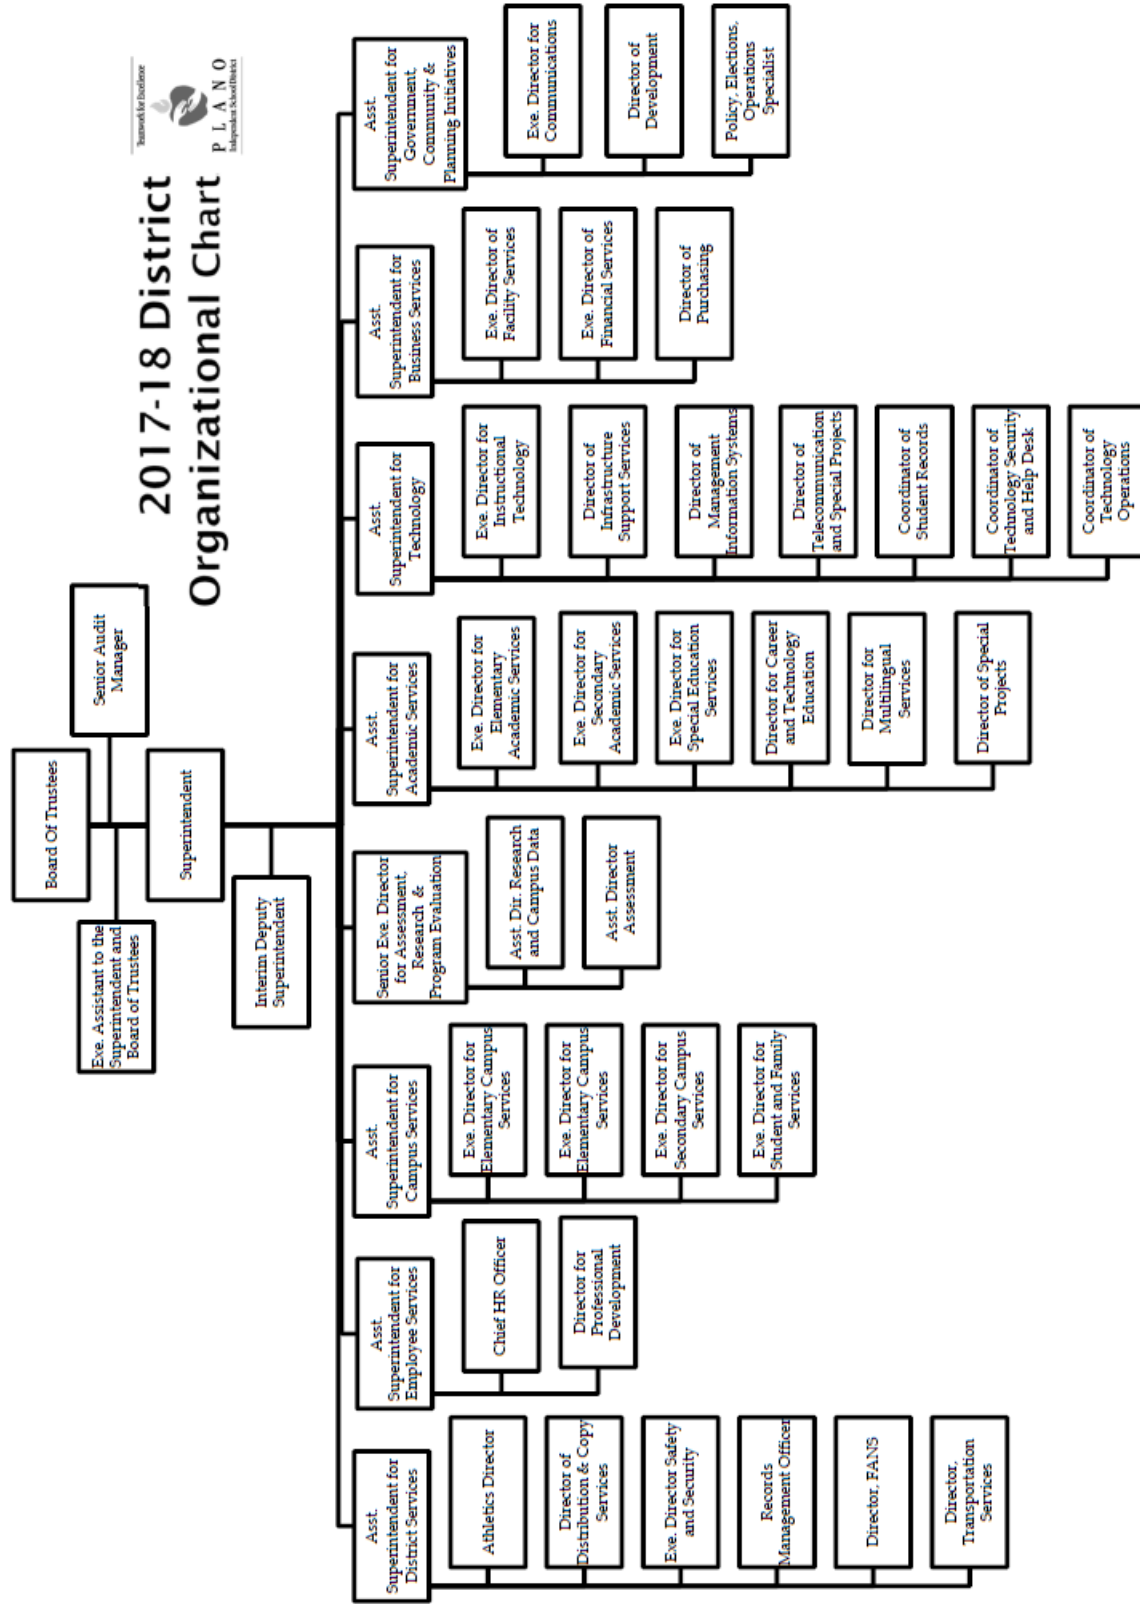 Board Of Trustees
Senior Audit
Manager
Exe. Assistant to the
Superintendent and
Board of Trustees
Superintendent
Interim Deputy
Superintendent
2017-18 District
Organizational Chart
Teamwork for Excellence
PLANO
Independent School District
Asst.
Superintendent for
District Services
Athletics Director
Director of
Distribution & Copy
Services
Exe. Director Safety
and Security
Records
Management Officer
Director, FANS
Director,
Transportation
Services
Asst.
Superintendent for
Employee Services
Chief HR Officer
Director for
Professional
Development
Asst.
Superintendent for
Campus Services
Exe. Director for
Elementary Campus
Services
Exe. Director for
Elementary Campus
Services
Exe. Director for
Secondary Campus
Services
Exe. Director for
Student and Family
Services
Senior Exe. Director
for Assessment,
Research &
Program Evaluation
Asst. Dir. Research
and Campus Data
Asst. Director
Assessment
Asst.
Superintendent for
Academic Services
Exe. Director for
Elementary
Academic Services
Exe. Director for
Secondary
Academic Services
Exe. Director for
Special Education
Services
Director for Career
and Technology
Education
Director for
Multilingual
Services
Director of Special
Projects
Asst.
Superintendent for
Technology
Exe. Director for
Instructional
Technology
Director of
Infrastructure
Support Services
Director of
Management
Information Systems
Director of
Telecommunication
and Special Projects
Coordinator of
Student Records
Coordinator of
Technology Security
and Help Desk
Coordinator of
Technology
Operations
Asst.
Superintendent for
Business Services
Exe. Director of
Facility Services
Exe. Director of
Financial Services
Director of
Purchasing
Asst.
Superintendent for
Government,
Community &
Planning Initiatives
Exe. Director for
Communications
Director of
Development
Policy, Elections,
Operations
Specialist